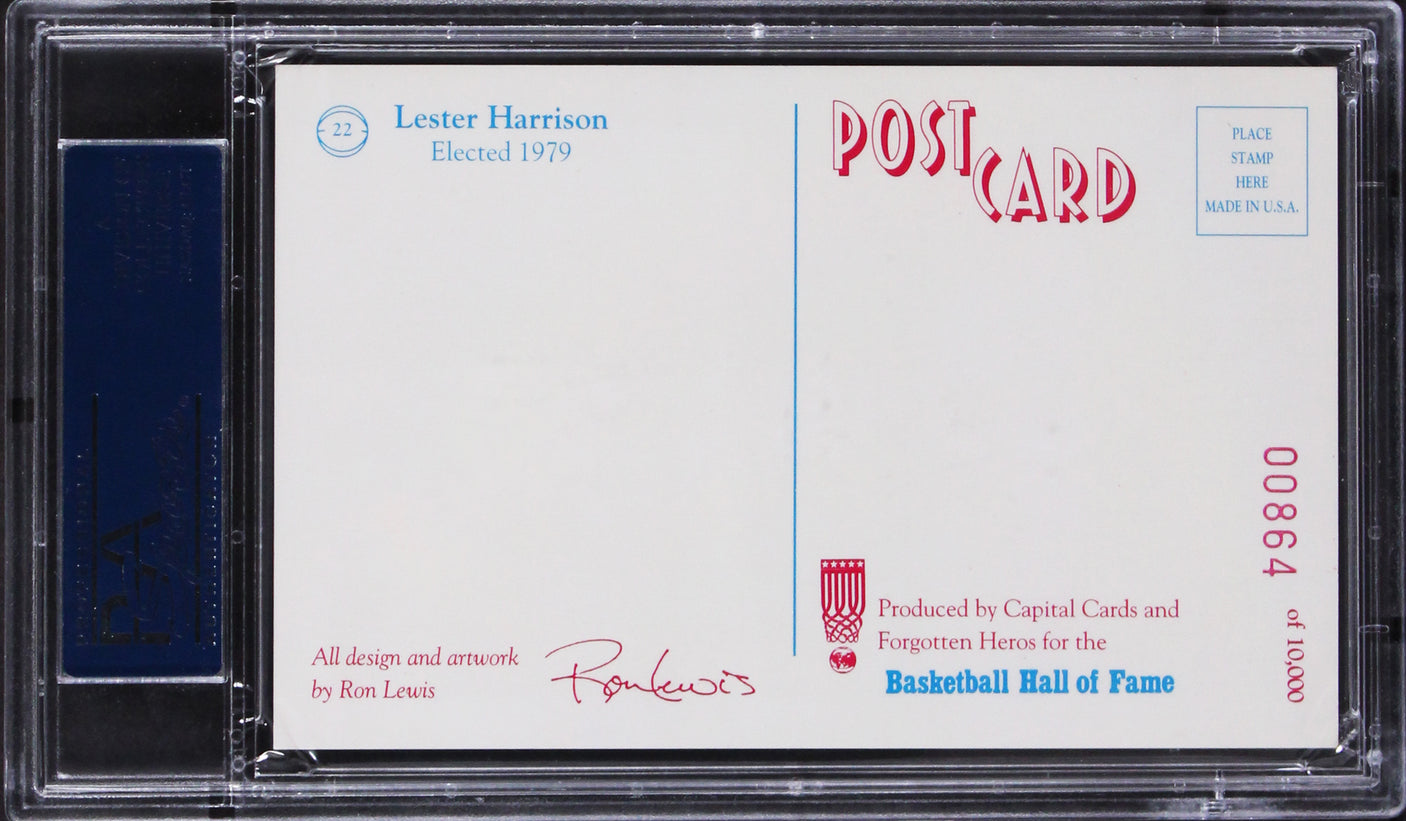 22
Lester Harrison
Elected 1979
POST
CARD
PLACE
STAMP
HERE
MADE IN U.S.A.
00864 of 10,000
Produced by Capital Cards and
Forgotten Heros for the
Basketball Hall of Fame
All design and artwork
by Ron Lewis
Ron Lewis
PSA